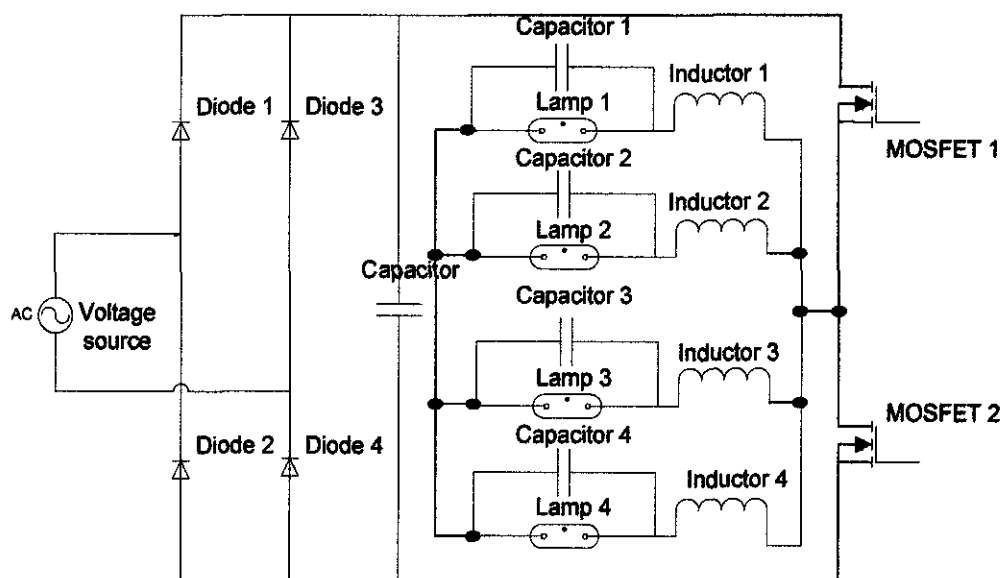 Capacitor 1
Inductor 1
Diode 1
Diode 3
Lamp 1
MOSFET 1
Capacitor 2
Inductor 2
Lamp 2
Capacitor
AC
Voltage
source
Capacitor 3
Inductor 3
Lamp 3
MOSFET 2
Capacitor 4
Diode 2
Diode 4
Inductor 4
Lamp 4